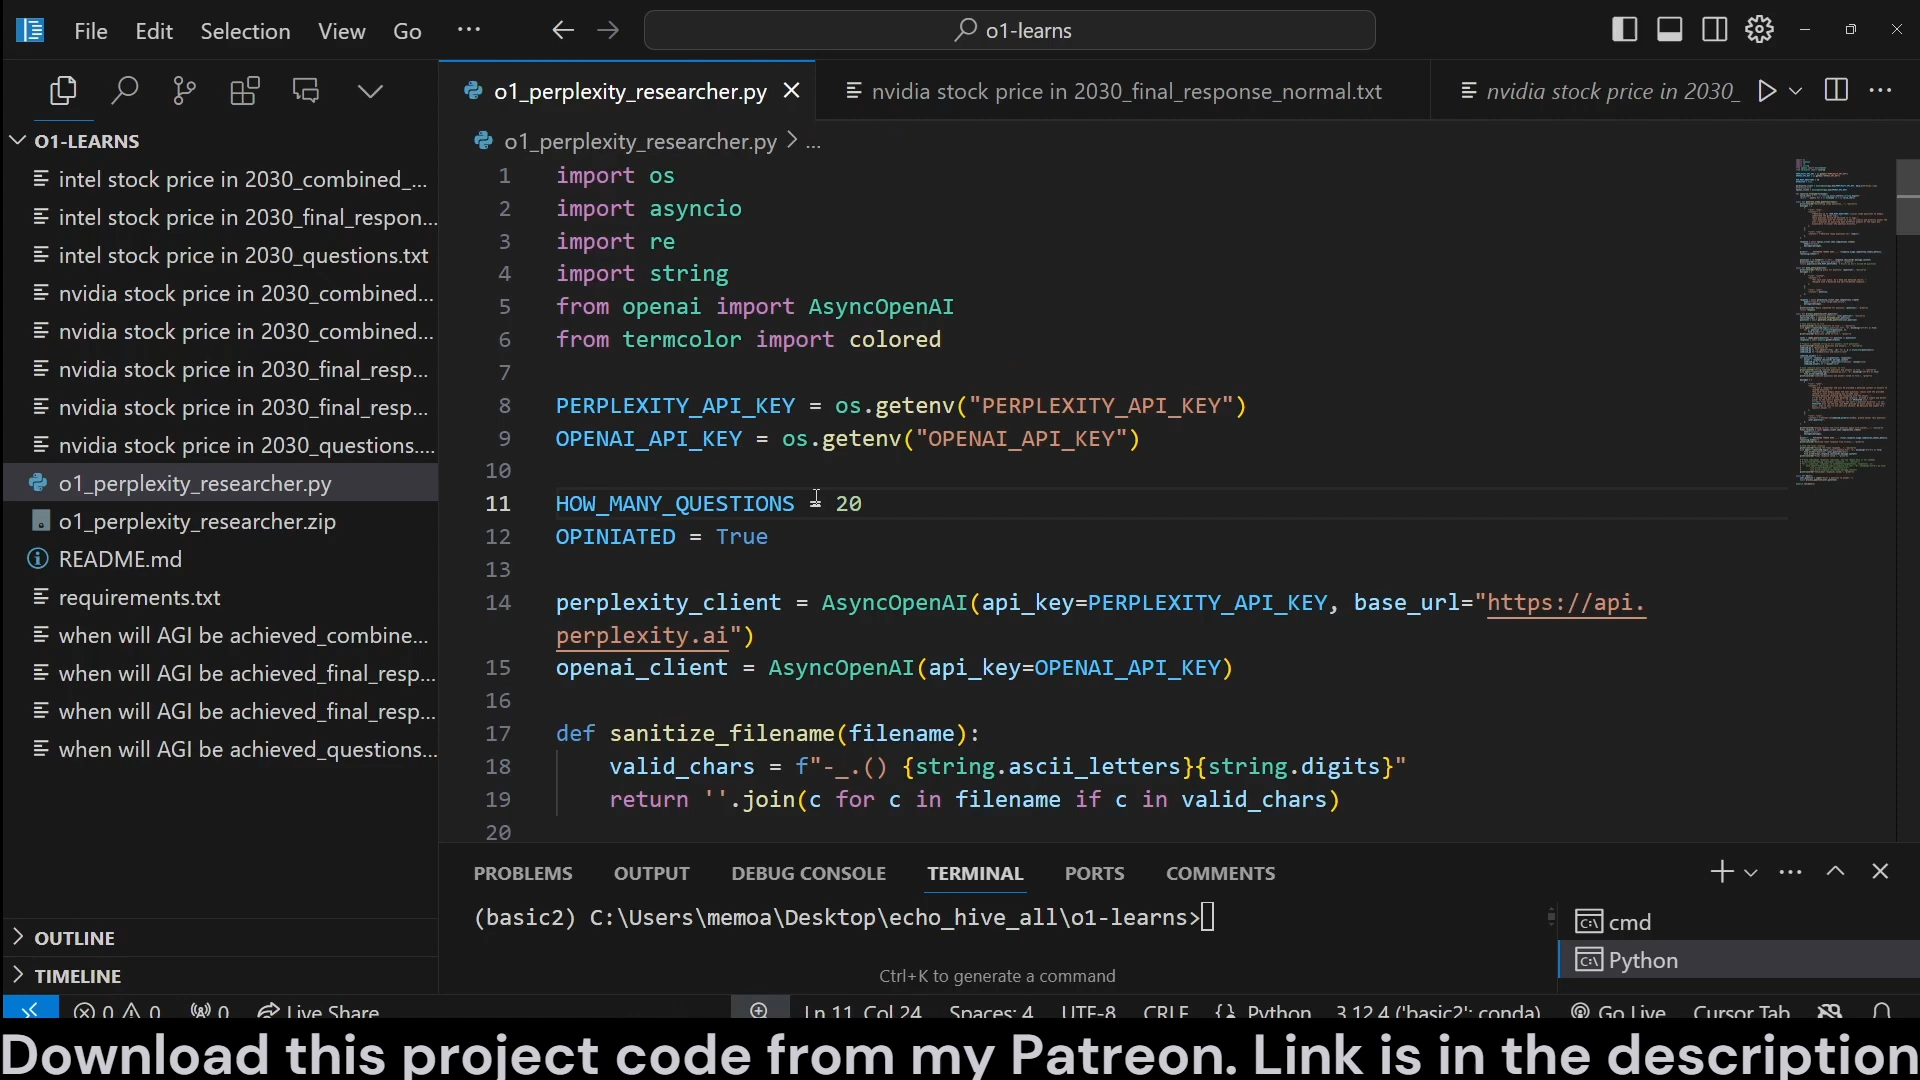 File Edit Selection View Go ... o1-learns
o1_perplexity_researcher.py nvidia stock price in 2030_final_response_normal.txt nvidia stock price in 2030_
O1-LEARNS
intel stock price in 2030_combined_...
intel stock price in 2030_final_respon...
intel stock price in 2030_questions.txt
nvidia stock price in 2030_combined...
nvidia stock price in 2030_combined...
nvidia stock price in 2030_final_resp...
nvidia stock price in 2030_final_resp...
nvidia stock price in 2030_questions....
o1_perplexity_researcher.py
o1_perplexity_researcher.zip
README.md
requirements.txt
when will AGI be achieved_combine...
when will AGI be achieved_final_resp...
when will AGI be achieved_final_resp...
when will AGI be achieved_questions...
OUTLINE
TIMELINE
o1_perplexity_researcher.py > ...
1 import os
2 import asyncio
3 import re
4 import string
5 from openai import AsyncOpenAI
6 from termcolor import colored
7
8 PERPLEXITY_API_KEY = os.getenv("PERPLEXITY_API_KEY")
9 OPENAI_API_KEY = os.getenv("OPENAI_API_KEY")
10
11 HOW_MANY_QUESTIONS = 20
12 OPINIATED = True
13
14 perplexity_client = AsyncOpenAI(api_key=PERPLEXITY_API_KEY, base_url="https://api.
perplexity.ai")
15 openai_client = AsyncOpenAI(api_key=OPENAI_API_KEY)
16
17 def sanitize_filename(filename):
18 valid_chars = f"-_.() {string.ascii_letters}{string.digits}"
19 return ''.join(c for c in filename if c in valid_chars)
20
PROBLEMS OUTPUT DEBUG CONSOLE TERMINAL PORTS COMMENTS
(basic2) C:\Users\memoa\Desktop\echo_hive_all\o1-learns>
Ctrl+K to generate a command
cmd
Python
0 0 0 Live Share Ln 11, Col 24 Spaces: 4 UTF-8 CRLF {} Python 3.12.4 ('basic2': conda) Go Live Cursor Tab
Download this project code from my Patreon. Link is in the description